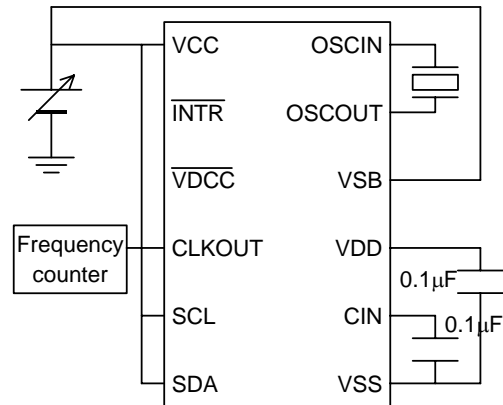 VCC
OSCIN
INTR
OSCOUT
VDCC
VSB
Frequency
counter
CLKOUT
VDD
0.1μF
SCL
CIN
0.1μF
SDA
VSS